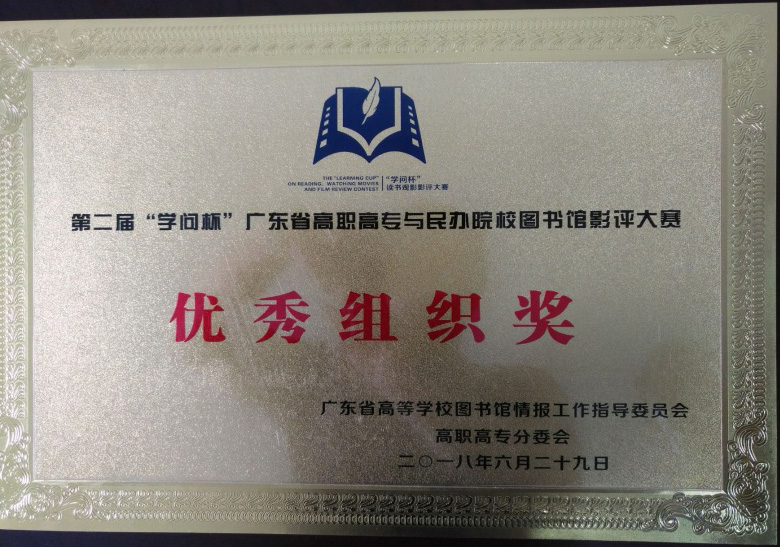 THE "LEARNING CUP"
ON READING, WATCHING MOVIES
AND FILM REVIEW CONTEST
"学问杯"
读书观影影评大赛
第二届“学问杯”广东省高职高专与民办院校图书馆影评大赛
优秀组织奖
广东省高等学校图书馆情报工作指导委员会
高职高专分委会
二〇一八年六月二十九日